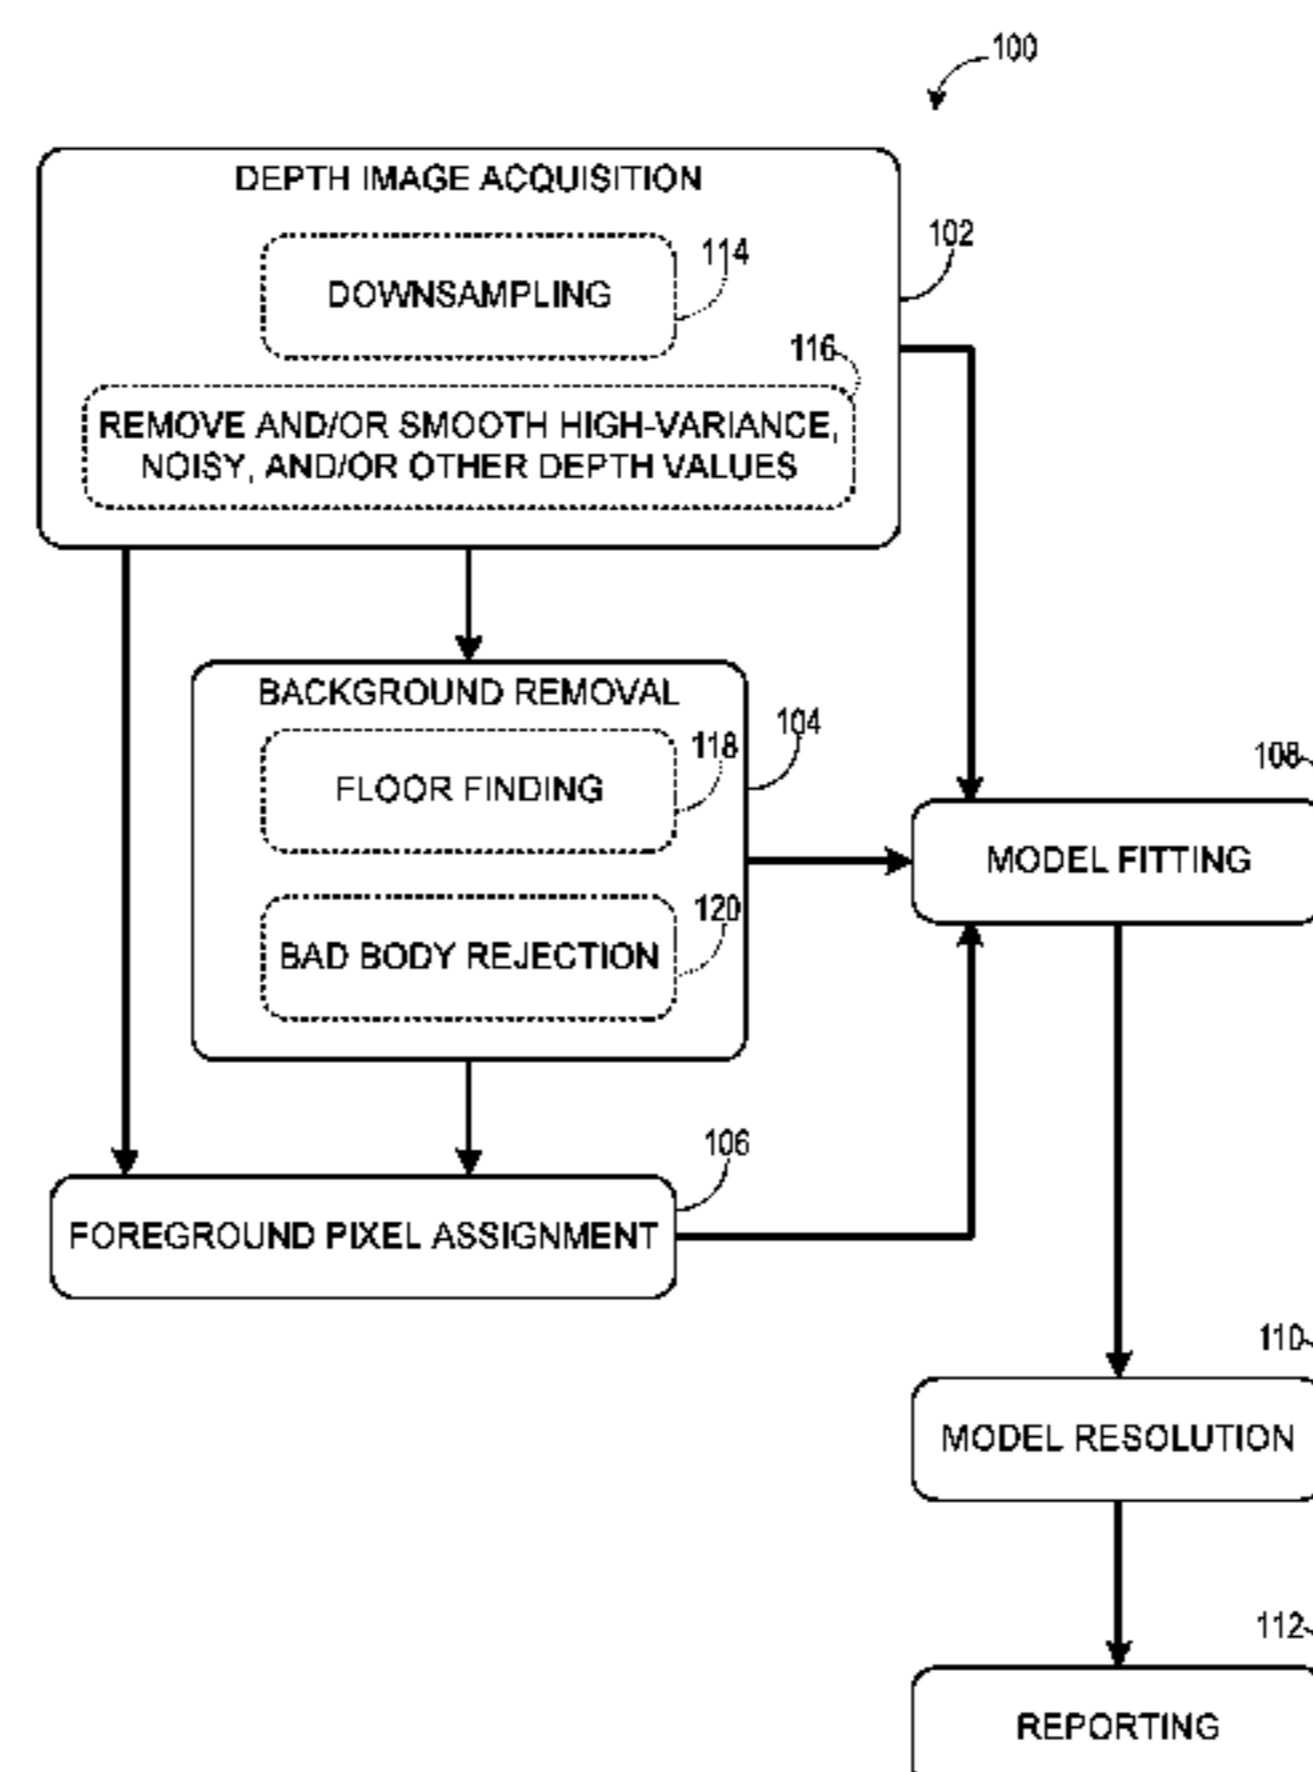 100
DEPTH IMAGE ACQUISITION
102
114
DOWNSAMPLING
116
REMOVE AND/OR SMOOTH HIGH-VARIANCE,
NOISY, AND/OR OTHER DEPTH VALUES
BACKGROUND REMOVAL
104
118
FLOOR FINDING
108
MODEL FITTING
120
BAD BODY REJECTION
106
FOREGROUND PIXEL ASSIGNMENT
110
MODEL RESOLUTION
112
REPORTING